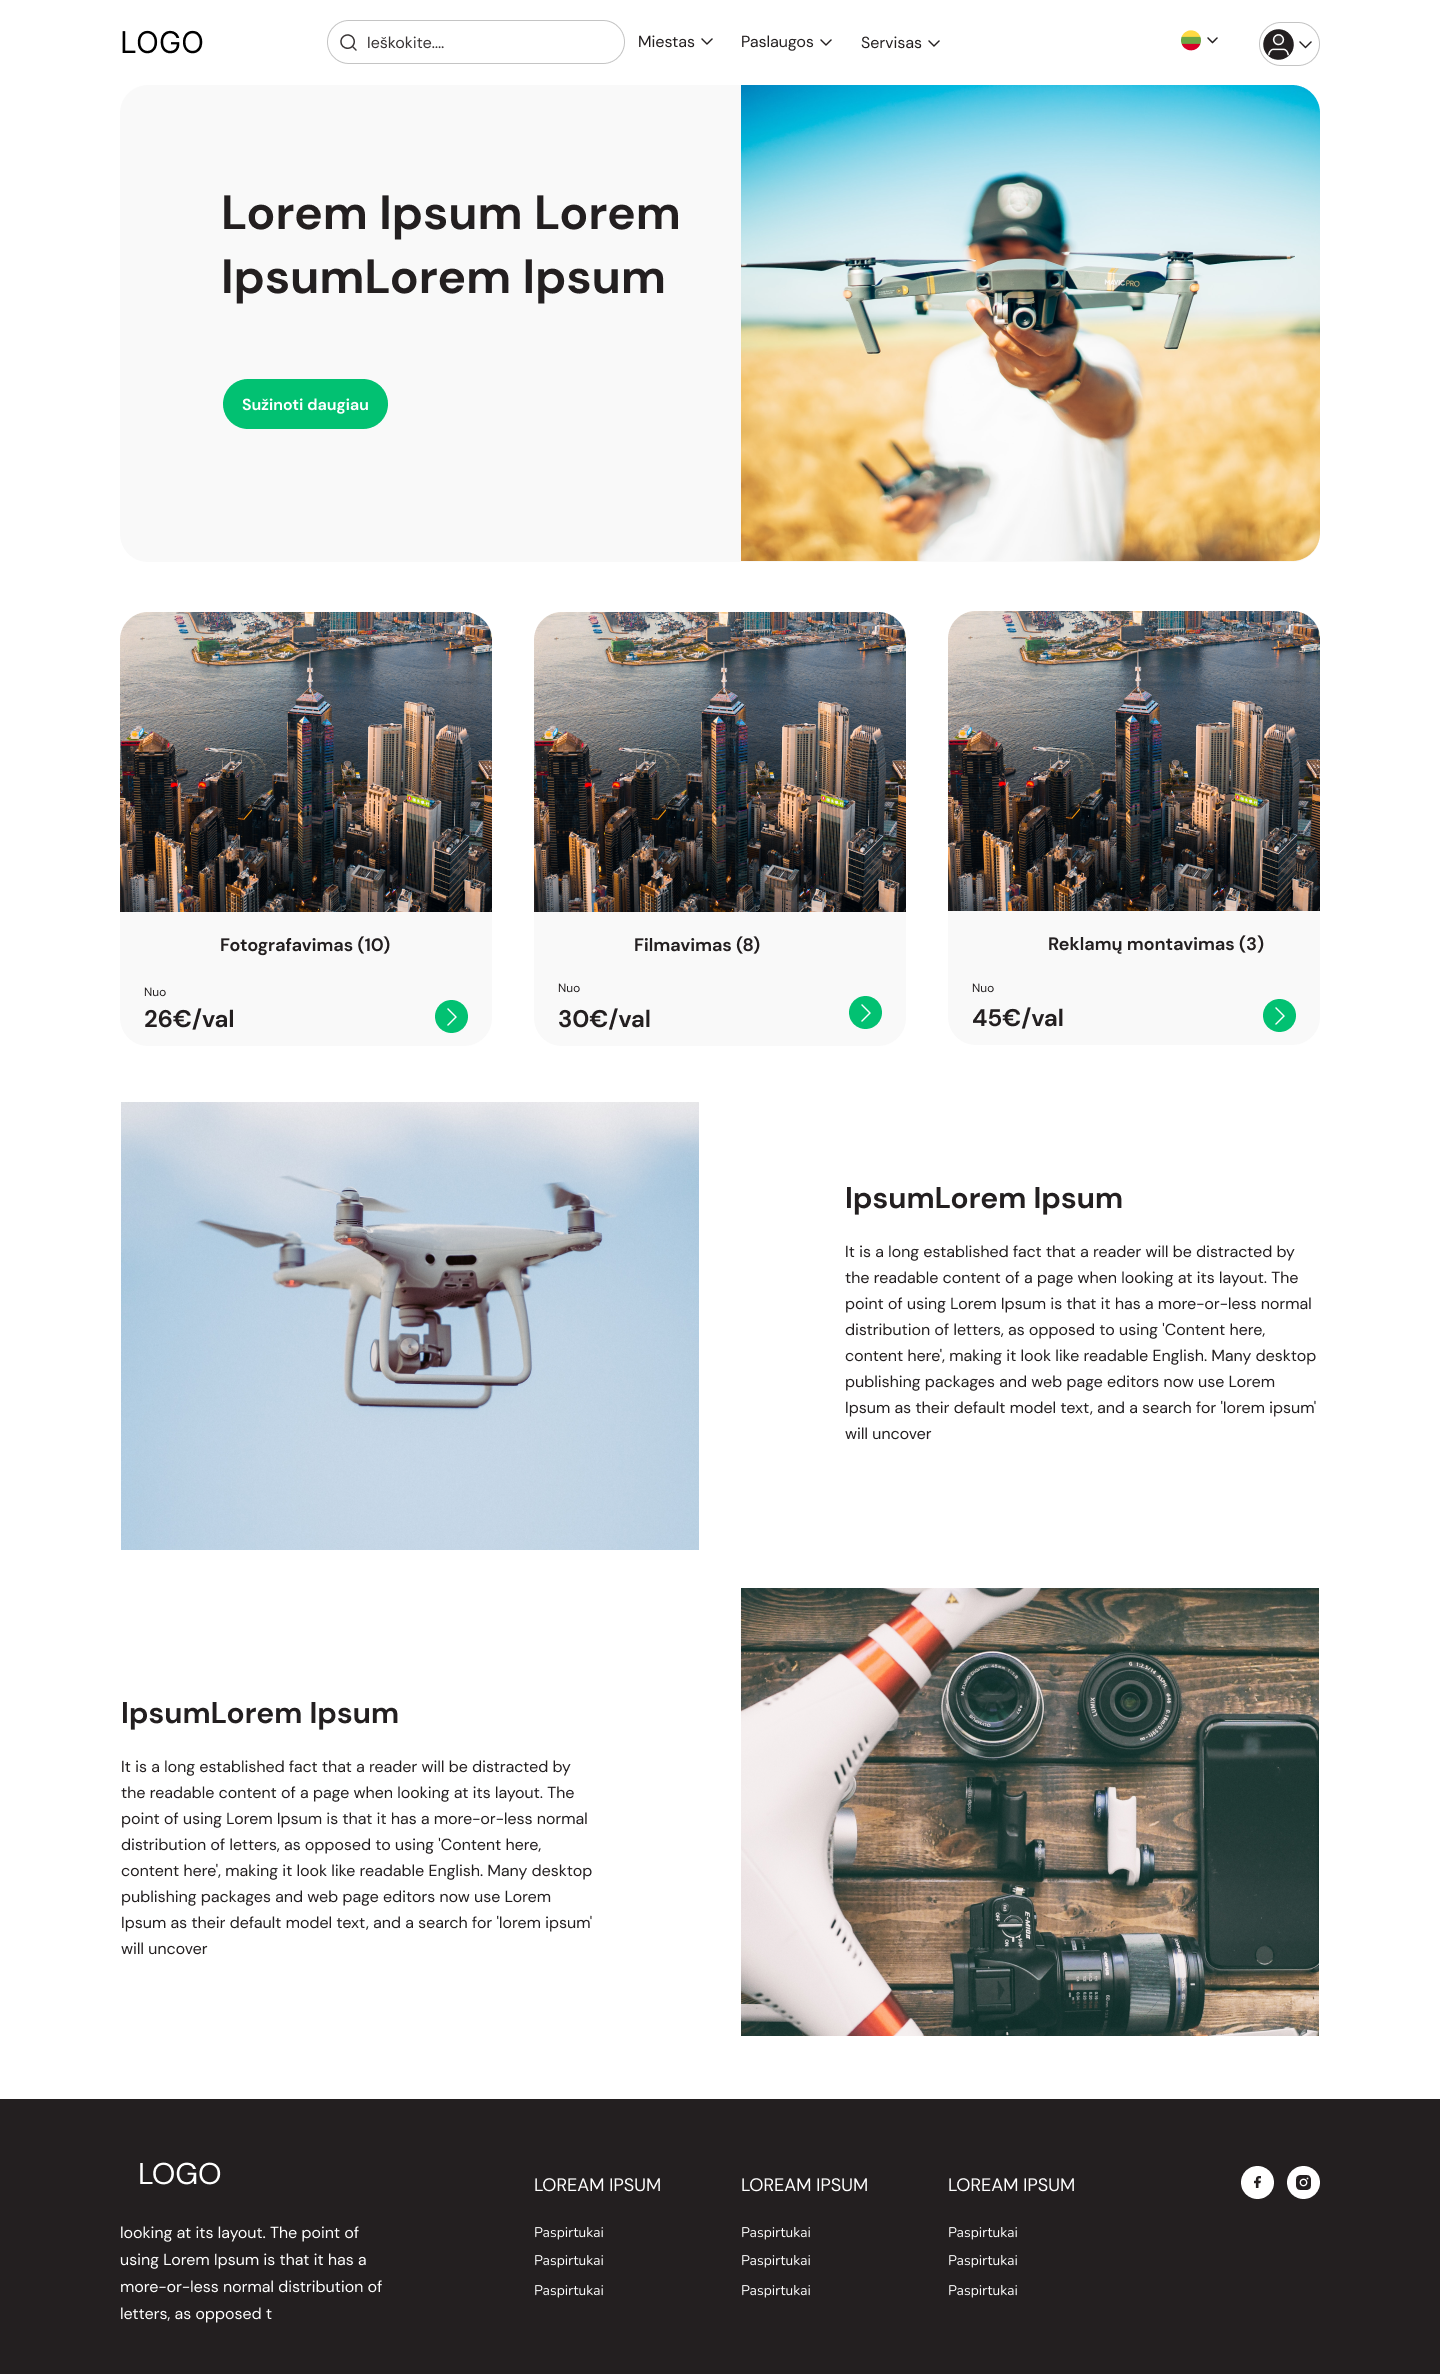 LOGO
Ieškokite....
Miestas
Paslaugos
Servisas
Lorem Ipsum Lorem
IpsumLorem Ipsum
Sužinoti daugiau
MAVIC PRO
Fotografavimas (10)
Nuo
26€/val
Filmavimas (8)
Nuo
30€/val
Reklamų montavimas (3)
Nuo
45€/val
IpsumLorem Ipsum
It is a long established fact that a reader will be distracted by
the readable content of a page when looking at its layout. The
point of using Lorem Ipsum is that it has a more-or-less normal
distribution of letters, as opposed to using 'Content here,
content here', making it look like readable English. Many desktop
publishing packages and web page editors now use Lorem
Ipsum as their default model text, and a search for 'lorem ipsum'
will uncover
IpsumLorem Ipsum
It is a long established fact that a reader will be distracted by
the readable content of a page when looking at its layout. The
point of using Lorem Ipsum is that it has a more-or-less normal
distribution of letters, as opposed to using 'Content here,
content here', making it look like readable English. Many desktop
publishing packages and web page editors now use Lorem
Ipsum as their default model text, and a search for 'lorem ipsum'
will uncover
LUMIX
OLYMPUS
LOGO
looking at its layout. The point of
using Lorem Ipsum is that it has a
more-or-less normal distribution of
letters, as opposed t
LOREAM IPSUM
Paspirtukai
Paspirtukai
Paspirtukai
LOREAM IPSUM
Paspirtukai
Paspirtukai
Paspirtukai
LOREAM IPSUM
Paspirtukai
Paspirtukai
Paspirtukai